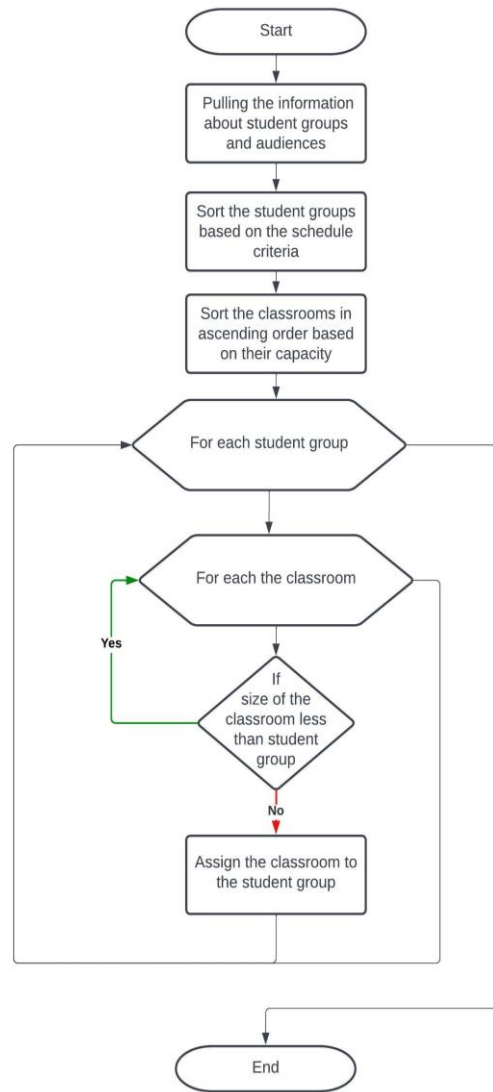 Start
Pulling the information
about student groups
and audiences
Sort the student groups
based on the schedule
criteria
Sort the classrooms in
ascending order based
on their capacity
For each student group
For each the classroom
Yes
If
size of the
classroom less
than student
group
No
Assign the classroom to
the student group
End